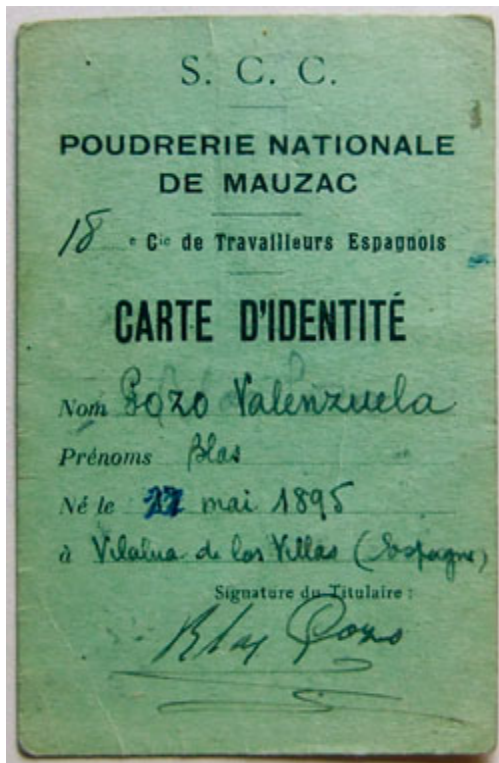 S. C. C.
POUDRERIE NATIONALE
DE MAUZAC
18 e Cie de Travailleurs Espagnols
CARTE D'IDENTITÉ
Nom Pozo Valenzuela
Prénoms Blas
Né le mai 1895
à de los Villas (Espagne)
Signature du Titulaire :
Blas Pozo